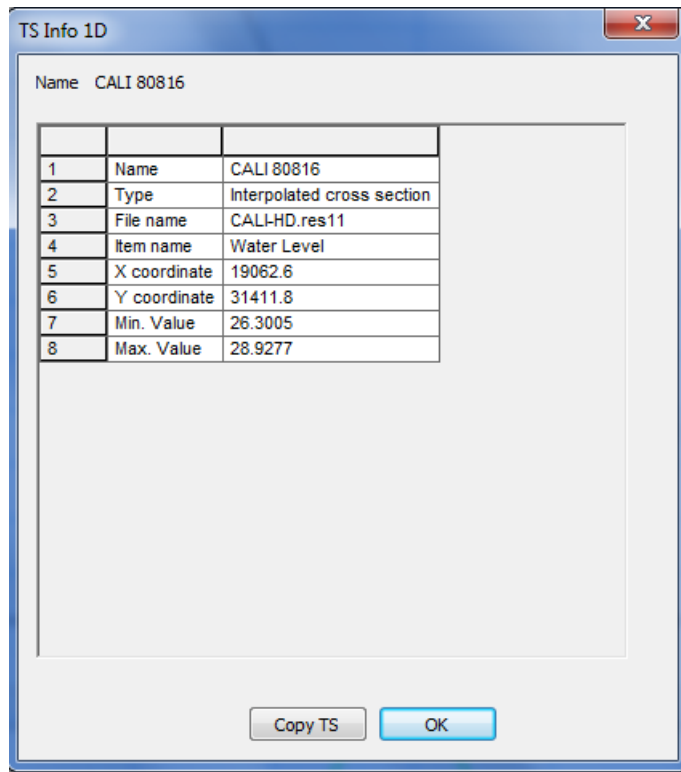 TS Info 1D
Name CALI 80816
1 Name CALI 80816
2 Type Interpolated cross section
3 File name CALI-HD.res11
4 Item name Water Level
5 X coordinate 19062.6
6 Y coordinate 31411.8
7 Min. Value 26.3005
8 Max. Value 28.9277
Copy TS OK